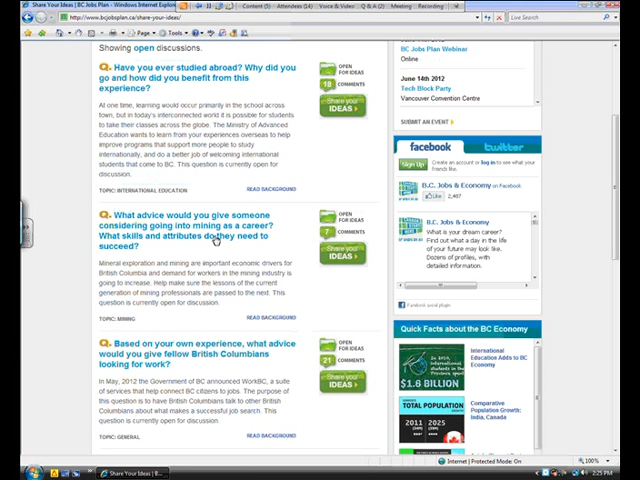 Share Your Ideas - BC Jobs Plan - Windows Internet Explorer
Content (5)
Attendees (14)
Voice & Video
Q & A (2)
Meeting
Recording
http://www.bcjobsplan.ca/share-your-ideas/
Live Search
Page
Tools
Showing open discussions.
Q. Have you ever studied abroad? Why did you
go and how did you benefit from this
experience?
At one time, learning would occur primarily in the school across
town, but in today's interconnected world it is possible for students
to take their classes across the globe. The Ministry of Advanced
Education wants to learn from your experiences overseas to help
improve programs that support more people to study
internationally, and do a better job of welcoming international
students that come to BC. This question is currently open for
discussion.
TOPIC: INTERNATIONAL EDUCATION
READ BACKGROUND
OPEN
FOR IDEAS
COMMENTS
Share your
IDEAS
Q. What advice would you give someone
considering going into mining as a career?
What skills and attributes do they need to
succeed?
Mineral exploration and mining are important economic drivers for
British Columbia and demand for workers in the mining industry is
going to increase. Help make sure the lessons of the current
generation of mining professionals are passed to the next. This
question is currently open for discussion.
TOPIC: MINING
READ BACKGROUND
OPEN
FOR IDEAS
7 COMMENTS
Share your
IDEAS
Q. Based on your own experience, what advice
would you give fellow British Columbians
looking for work?
In May, 2012 the Government of BC announced WorkBC, a suite
of services that help connect BC citizens to jobs. The purpose of
this question is to have British Columbians talk to other British
Columbians about what makes a successful job search. This
question is currently open for discussion.
TOPIC: GENERAL
READ BACKGROUND
OPEN
FOR IDEAS
21 COMMENTS
Share your
IDEAS
BC Jobs Plan Webinar
Online
June 14th 2012
Tech Block Party
Vancouver Convention Centre
SUBMIT AN EVENT
facebook
twitter
Sign Up
Create an account or log in to see what your
friends like.
B.C. Jobs & Economy on Facebook
Like
B.C. Jobs & Economy
What is your dream career?
Find out what a day in the life
of your future may look like.
Dozens of profiles, with
detailed information.
Facebook social plugin
Quick Facts about the BC Economy
$1.8 BILLION
International
Education Adds to BC
Economy
TOTAL POPULATION
2011
2025
Comparative
Population Growth:
India, Canada
Internet | Protected Mode: On
100%
Share Your Ideas - B...
2:25 PM